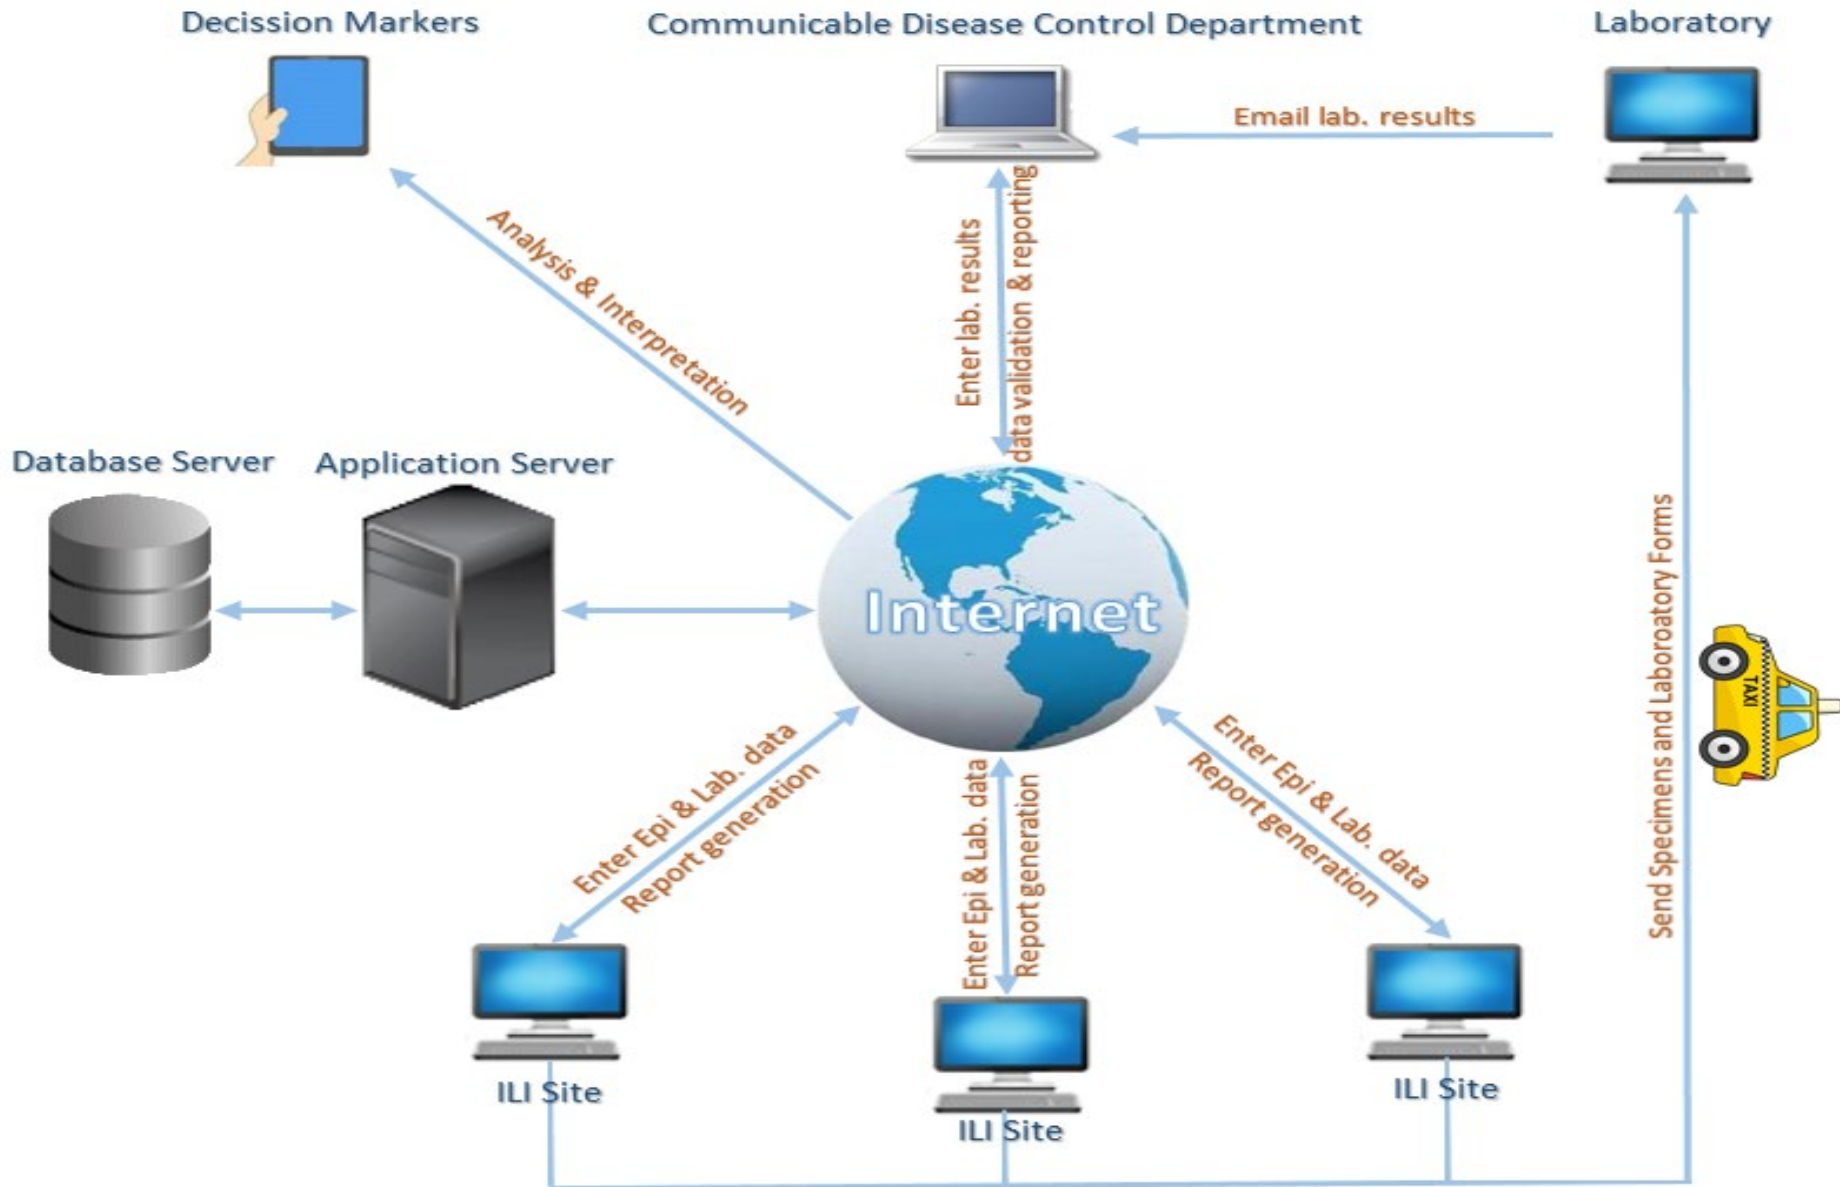 Decission Markers
Communicable Disease Control Department
Laboratory
Email lab. results
Analysis & Interpretation
Enter lab. results
data validation & reporting
Database Server
Application Server
Internet
Send Specimens and Laboroatory Forms
TAXI
Enter Epi & Lab. data
Report generation
Enter Epi & Lab. data
Report generation
Enter Epi & Lab. data
Report generation
ILI Site
ILI Site
ILI Site